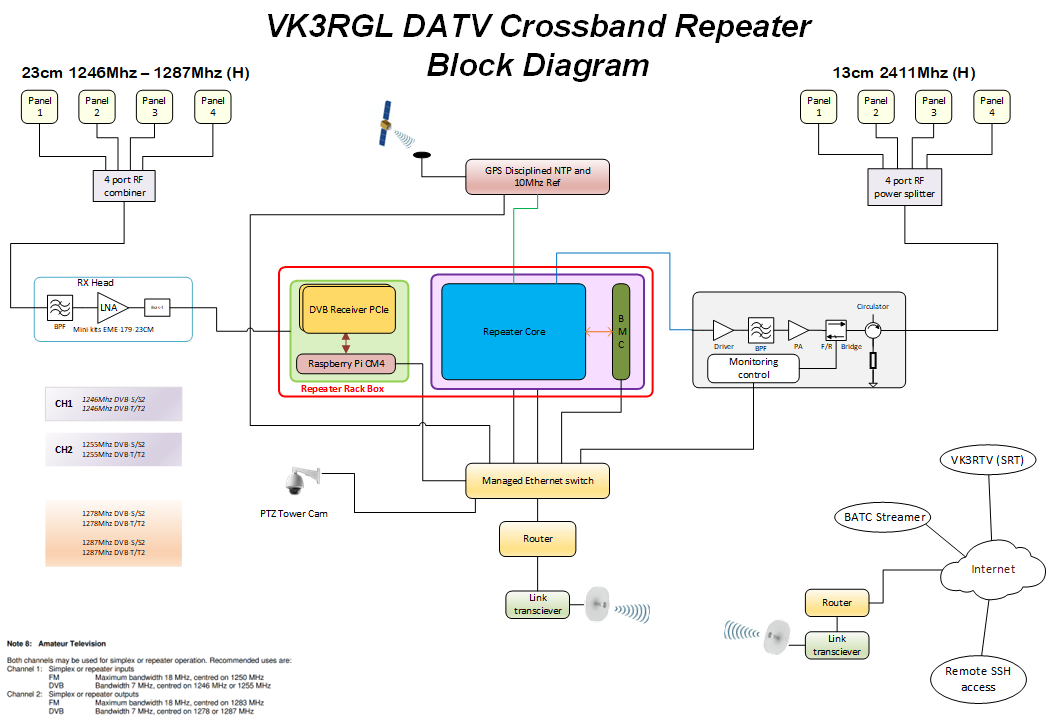 VK3RGL DATV Crossband Repeater
Block Diagram
23cm 1246Mhz – 1287Mhz (H)
13cm 2411Mhz (H)
Panel
1
Panel
2
Panel
3
Panel
4
Panel
1
Panel
2
Panel
3
Panel
4
4 port RF
combiner
4 port RF
power splitter
GPS Disciplined NTP and
10Mhz Ref
RX Head
LNA
BPF
Mini-kits EME-179-23CM
DVB Receiver PCIe
Raspberry Pi CM4
Repeater Rack Box
Repeater Core
B
M
C
Circulator
Driver
BPF
PA
F/R
Bridge
Monitoring
control
CH1
1246Mhz DVB-S/S2
1246Mhz DVB-T/T2
CH2
1255Mhz DVB-S/S2
1255Mhz DVB-T/T2
1278Mhz DVB-S/S2
1278Mhz DVB-T/T2
1287Mhz DVB-S/S2
1287Mhz DVB-T/T2
PTZ Tower Cam
Managed Ethernet switch
Router
Link
transciever
VK3RTV (SRT)
BATC Streamer
Internet
Router
Link
transciever
Remote SSH
access
Note 8: Amateur Television
Both channels may be used for simplex or repeater operation. Recommended uses are:
Channel 1: Simplex or repeater inputs
FM Maximum bandwidth 18 MHz, centred on 1250 MHz
DVB Bandwidth 7 MHz, centred on 1246 MHz or 1255 MHz
Channel 2: Simplex or repeater outputs
FM Maximum bandwidth 18 MHz, centred on 1283 MHz
DVB Bandwidth 7 MHz, centred on 1278 or 1287 MHz